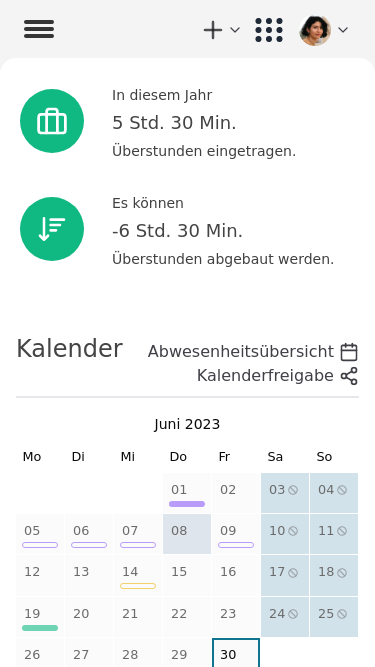 In diesem Jahr
5 Std. 30 Min.
Überstunden eingetragen.
Es können
-6 Std. 30 Min.
Überstunden abgebaut werden.
Kalender
Abwesenheitsübersicht
Kalenderfreigabe
Juni 2023
Mo Di Mi Do Fr Sa So
01 02 03 04
05 06 07 08 09 10 11
12 13 14 15 16 17 18
19 20 21 22 23 24 25
26 27 28 29 30